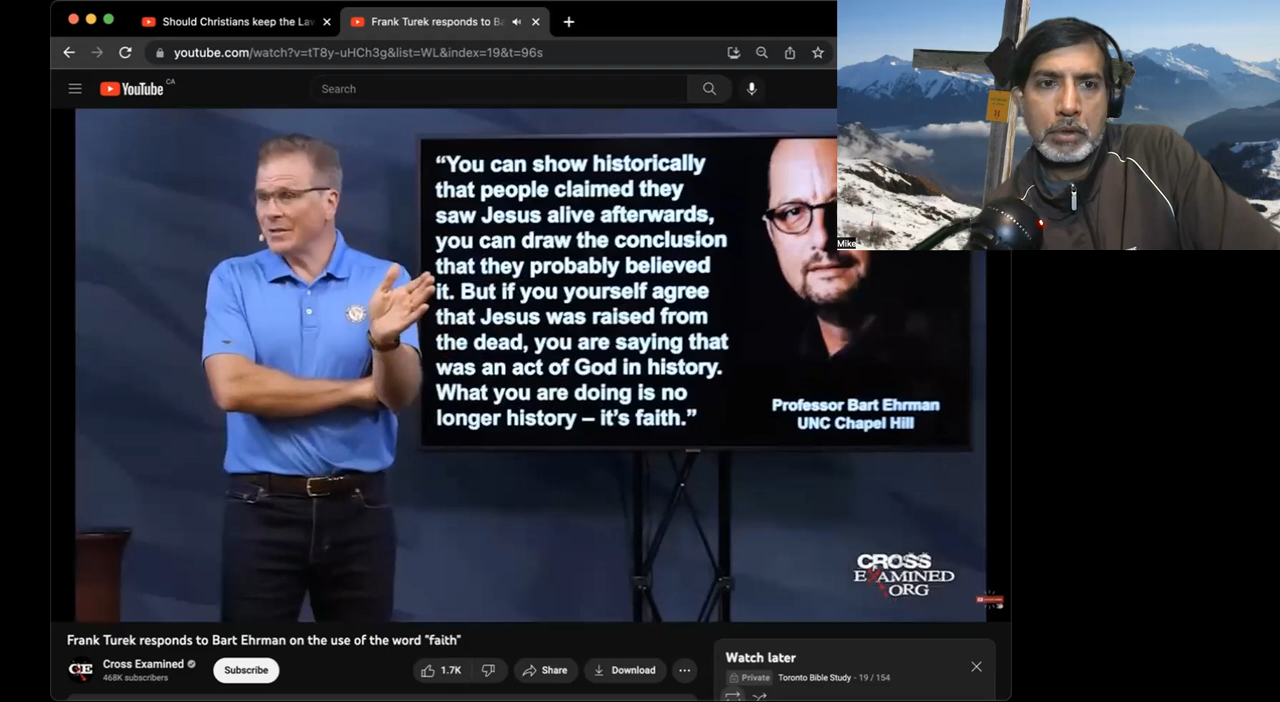 Should Christians keep the Law
Frank Turek responds to Ba
youtube.com/watch?v=tT8y-uHCh3g&list=WL&index=19&t=96s
YouTube CA
Search
Mike
“You can show historically
that people claimed they
saw Jesus alive afterwards,
you can draw the conclusion
that they probably believed
it. But if you yourself agree
that Jesus was raised from
the dead, you are saying that
was an act of God in history.
What you are doing is no
longer history – it’s faith.”
Professor Bart Ehrman
UNC Chapel Hill
CROSS
EXAMINED
.ORG
Frank Turek responds to Bart Ehrman on the use of the word "faith"
Cross Examined
468K subscribers
Subscribe
1.7K
Share
Download
Watch later
Private
Toronto Bible Study - 19 / 154